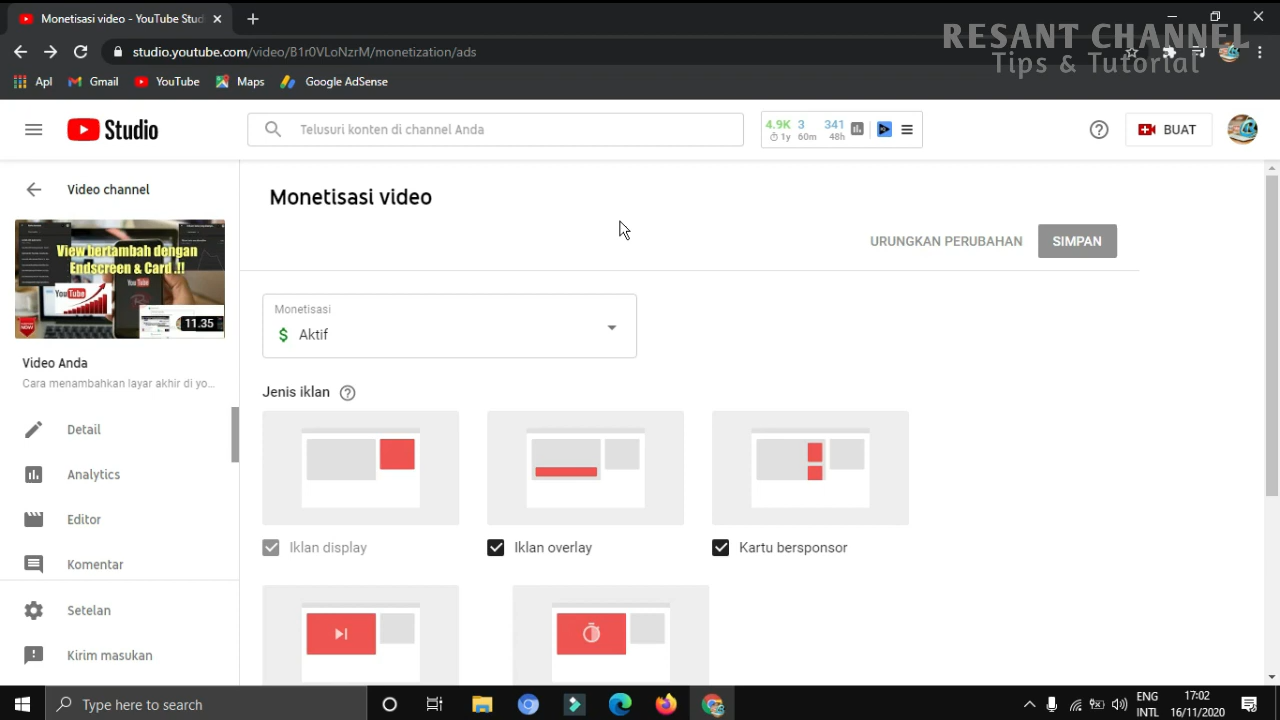 Monetisasi video - YouTube Stud
RESANT CHANNEL
Tips & Tutorial
studio.youtube.com/video/B1r0VLoNzrM/monetization/ads
Apl Gmail YouTube Maps Google AdSense
Studio
Telusuri konten di channel Anda
4.9K 3 341
1y 60m 48h
BUAT
Video channel
Monetisasi video
View bertambah dengan
Endscreen & Card .!!
YouTube
11.35
URUNGKAN PERUBAHAN SIMPAN
Monetisasi
$ Aktif
Video Anda
Cara menambahkan layar akhir di yo...
Jenis iklan
Detail
Analytics
Editor
Komentar
Setelan
Kirim masukan
Iklan display Iklan overlay Kartu bersponsor
Type here to search
ENG
INTL
17:02
16/11/2020